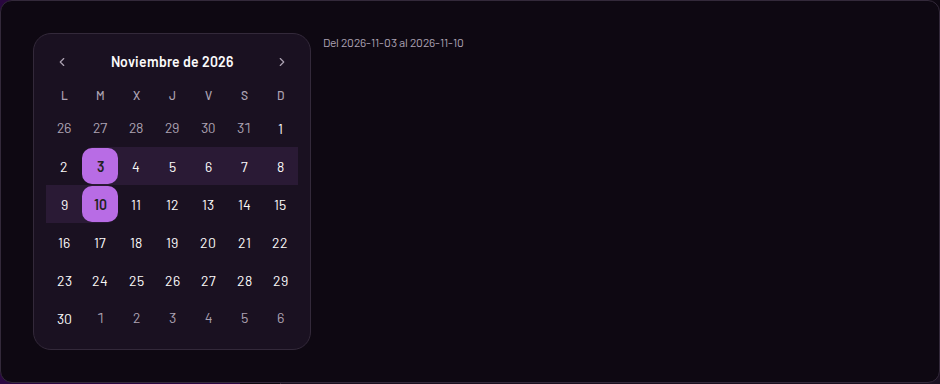 Noviembre de 2026
Del 2026-11-03 al 2026-11-10
L M X J V S D
26 27 28 29 30 31 1
2 3 4 5 6 7 8
9 10 11 12 13 14 15
16 17 18 19 20 21 22
23 24 25 26 27 28 29
30 1 2 3 4 5 6